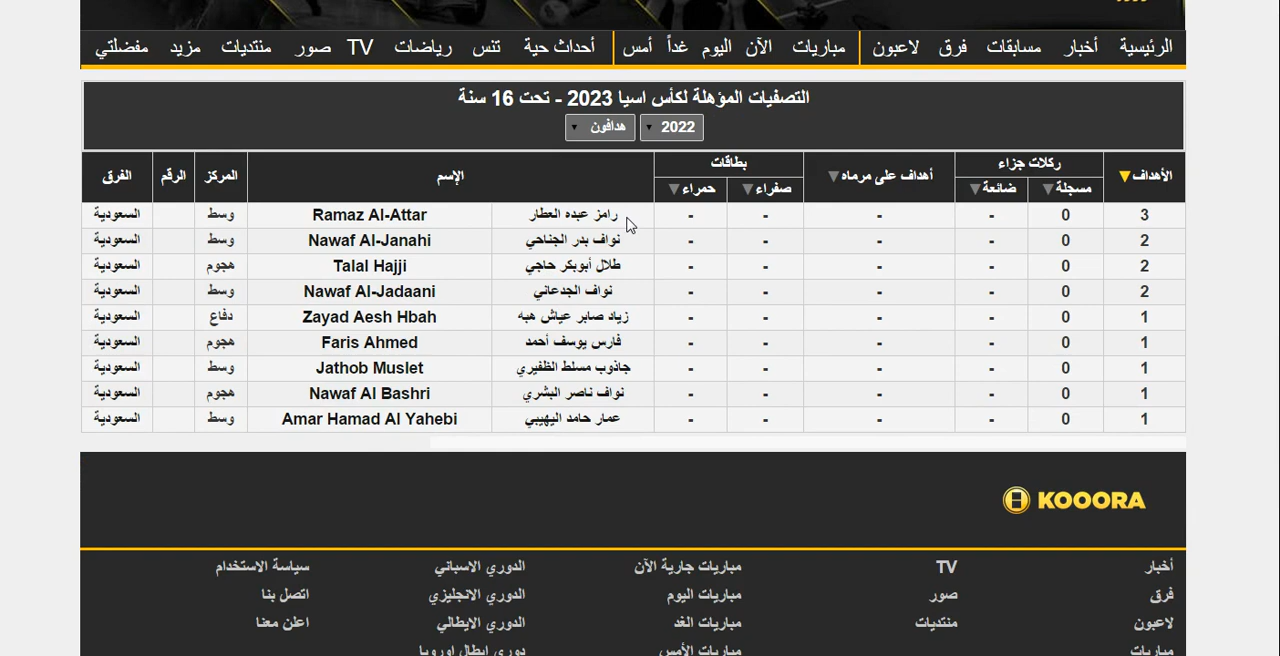 الرئيسية أخبار مسابقات فرق لاعبون مباريات الآن اليوم غداً أمس أحداث حية تنس رياضات TV صور منتديات مزيد مفضلتي
التصفيات المؤهلة لكأس اسيا 2023 - تحت 16 سنة
2022 هدافون
الأهداف ركلات جزاء أهداف على مرماه بطاقات الإسم المركز الرقم الفرق
مسجلة ضائعة صفراء حمراء
3 0 - - - - رامز عبده العطار Ramaz Al-Attar وسط السعودية
2 0 - - - - نواف بدر الجناحي Nawaf Al-Janahi وسط السعودية
2 0 - - - - طلال أبوبكر حاجي Talal Hajji هجوم السعودية
2 0 - - - - نواف الجدعاني Nawaf Al-Jadaani وسط السعودية
1 0 - - - - زياد صابر عياش هبه Zayad Aesh Hbah دفاع السعودية
1 0 - - - - فارس يوسف أحمد Faris Ahmed هجوم السعودية
1 0 - - - - جاذوب مسلط الظفيري Jathob Muslet وسط السعودية
1 0 - - - - نواف ناصر البشري Nawaf Al Bashri هجوم السعودية
1 0 - - - - عمار حامد اليهيبي Amar Hamad Al Yahebi وسط السعودية
KOOORA
أخبار TV مباريات جارية الآن الدوري الاسباني سياسة الاستخدام
فرق صور مباريات اليوم الدوري الانجليزي اتصل بنا
لاعبون منتديات مباريات الغد الدوري الايطالي اعلن معنا
مباريات مباريات الأمس دوري ابطال اوروبا